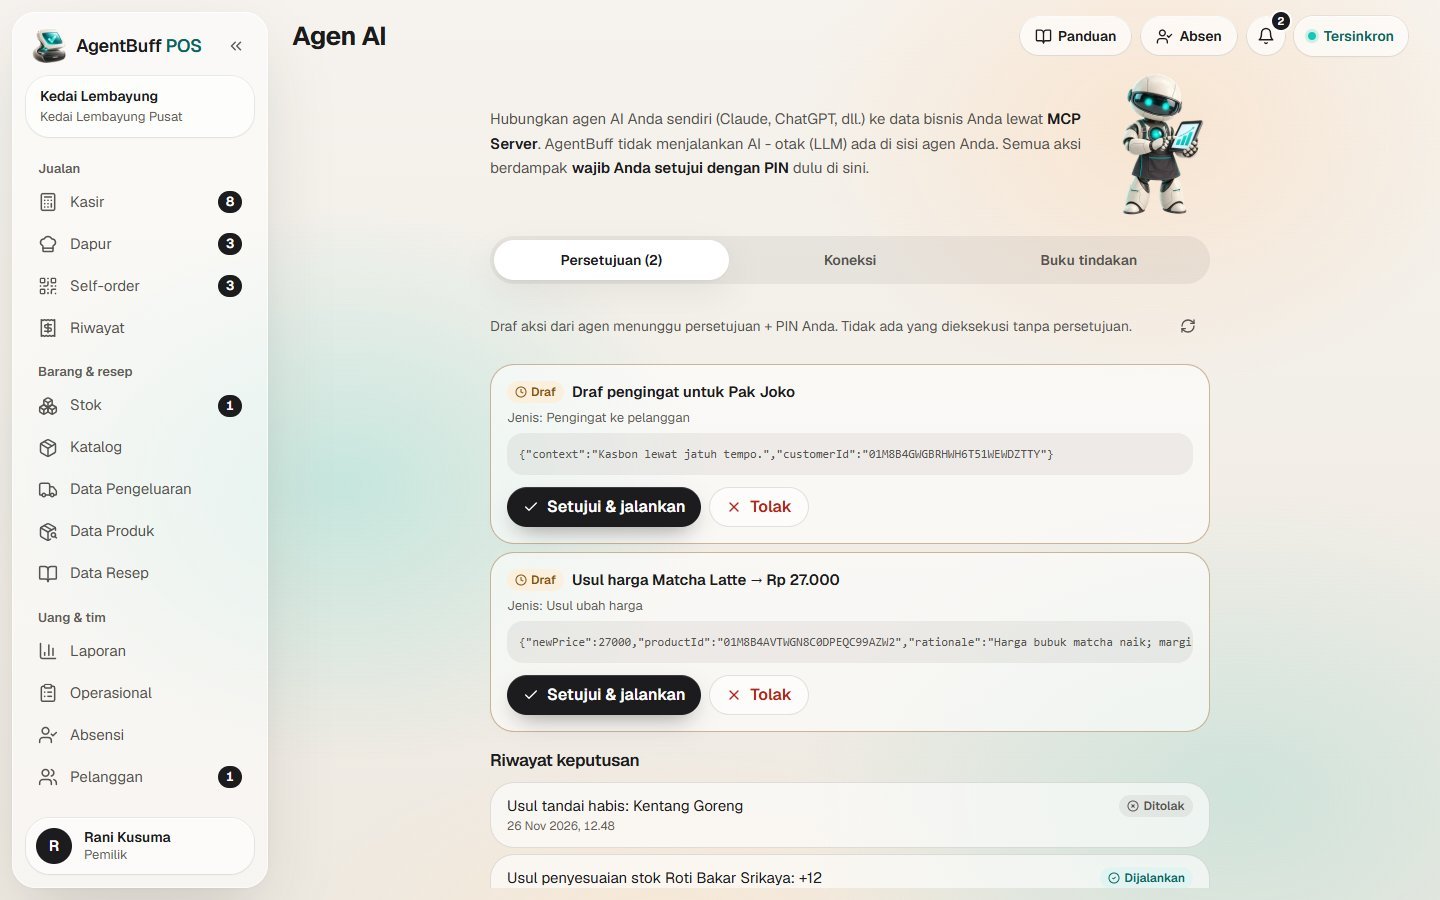 AgentBuff POS
Kedai Lembayung
Kedai Lembayung Pusat
Jualan
Kasir 8
Dapur 3
Self-order 3
Riwayat
Barang & resep
Stok 1
Katalog
Data Pengeluaran
Data Produk
Data Resep
Uang & tim
Laporan
Operasional
Absensi
Pelanggan 1
R
Rani Kusuma
Pemilik
Agen AI
Panduan
Absen
2
Tersinkron
Hubungkan agen AI Anda sendiri (Claude, ChatGPT, dll.) ke data bisnis Anda lewat MCP
Server. AgentBuff tidak menjalankan AI - otak (LLM) ada di sisi agen Anda. Semua aksi
berdampak wajib Anda setujui dengan PIN dulu di sini.
Persetujuan (2)
Koneksi
Buku tindakan
Draf aksi dari agen menunggu persetujuan + PIN Anda. Tidak ada yang dieksekusi tanpa persetujuan.
Draf Draf pengingat untuk Pak Joko
Jenis: Pengingat ke pelanggan
{"context":"Kasbon lewat jatuh tempo.","customerId":"01M8B4GWGBRHWH6T51WEWDZTTY"}
Setujui & jalankan
Tolak
Draf Usul harga Matcha Latte → Rp 27.000
Jenis: Usul ubah harga
{"newPrice":27000,"productId":"01M8B4AVTWGN8C0DPEQC99AZW2","rationale":"Harga bubuk matcha naik; margi
Setujui & jalankan
Tolak
Riwayat keputusan
Usul tandai habis: Kentang Goreng
Ditolak
26 Nov 2026, 12.48
Usul penyesuaian stok Roti Bakar Srikaya: +12
Dijalankan